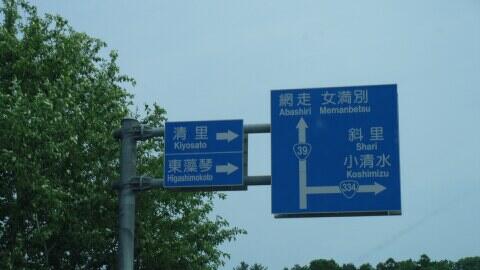 清里
Kiyosato
東藻琴
Higashimokoto
網走 女満別
Abashiri Memanbetsu
39
斜里
Shari
小清水
Koshimizu
334